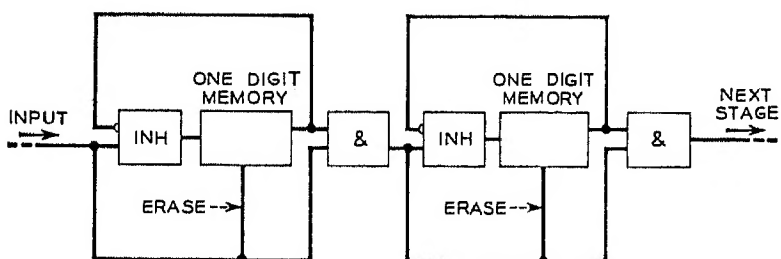 INPUT
INH
ONE DIGIT
MEMORY
ERASE
&
INH
ONE DIGIT
MEMORY
ERASE
&
NEXT
STAGE